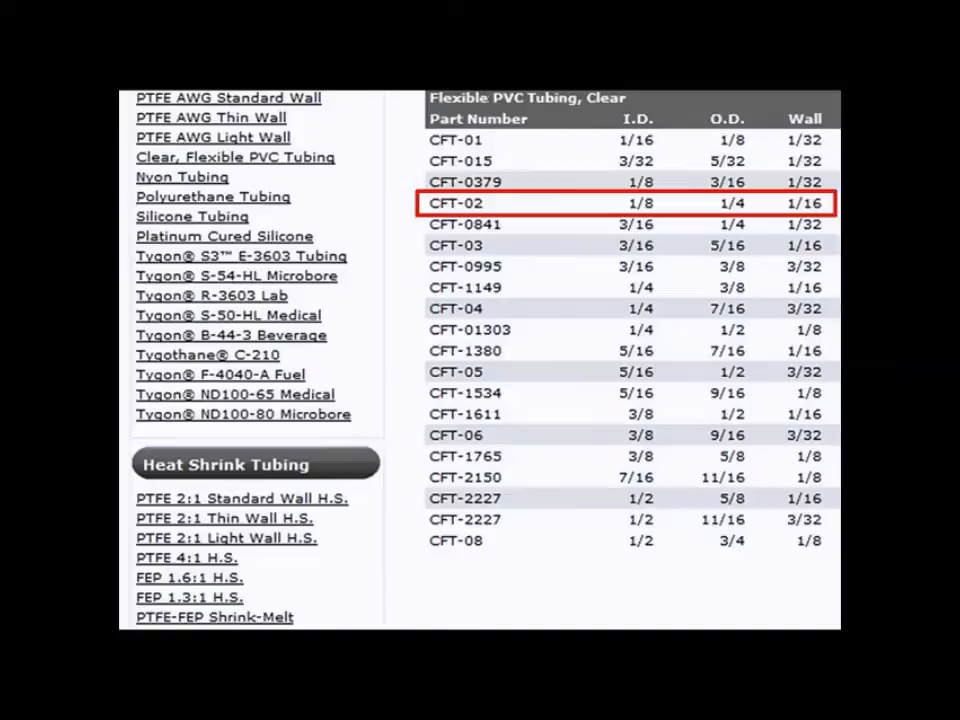 PTFE AWG Standard Wall
PTFE AWG Thin Wall
PTFE AWG Light Wall
Clear, Flexible PVC Tubing
Nyon Tubing
Polyurethane Tubing
Silicone Tubing
Platinum Cured Silicone
Tygon® S3™ E-3603 Tubing
Tygon® S-54-HL Microbore
Tygon® R-3603 Lab
Tygon® S-50-HL Medical
Tygon® B-44-3 Beverage
Tygothane® C-210
Tygon® F-4040-A Fuel
Tygon® ND100-65 Medical
Tygon® ND100-80 Microbore
Heat Shrink Tubing
PTFE 2:1 Standard Wall H.S.
PTFE 2:1 Thin Wall H.S.
PTFE 2:1 Light Wall H.S.
PTFE 4:1 H.S.
FEP 1.6:1 H.S.
FEP 1.3:1 H.S.
PTFE-FEP Shrink-Melt
Flexible PVC Tubing, Clear
Part Number I.D. O.D. Wall
CFT-01 1/16 1/8 1/32
CFT-015 3/32 5/32 1/32
CFT-0379 1/8 3/16 1/32
CFT-02 1/8 1/4 1/16
CFT-0841 3/16 1/4 1/32
CFT-03 3/16 5/16 1/16
CFT-0995 3/16 3/8 3/32
CFT-1149 1/4 3/8 1/16
CFT-04 1/4 7/16 3/32
CFT-01303 1/4 1/2 1/8
CFT-1380 5/16 7/16 1/16
CFT-05 5/16 1/2 3/32
CFT-1534 5/16 9/16 1/8
CFT-1611 3/8 1/2 1/16
CFT-06 3/8 9/16 3/32
CFT-1765 3/8 5/8 1/8
CFT-2150 7/16 11/16 1/8
CFT-2227 1/2 5/8 1/16
CFT-2227 1/2 11/16 3/32
CFT-08 1/2 3/4 1/8